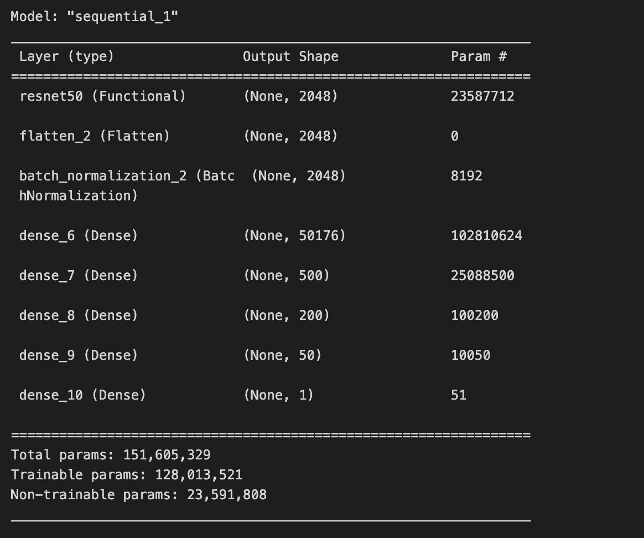 Model: "sequential_1"
Layer (type) Output Shape Param #
resnet50 (Functional) (None, 2048) 23587712
flatten_2 (Flatten) (None, 2048) 0
batch_normalization_2 (Batc (None, 2048) 8192
hNormalization)
dense_6 (Dense) (None, 50176) 102810624
dense_7 (Dense) (None, 500) 25088500
dense_8 (Dense) (None, 200) 100200
dense_9 (Dense) (None, 50) 10050
dense_10 (Dense) (None, 1) 51
Total params: 151,605,329
Trainable params: 128,013,521
Non-trainable params: 23,591,808